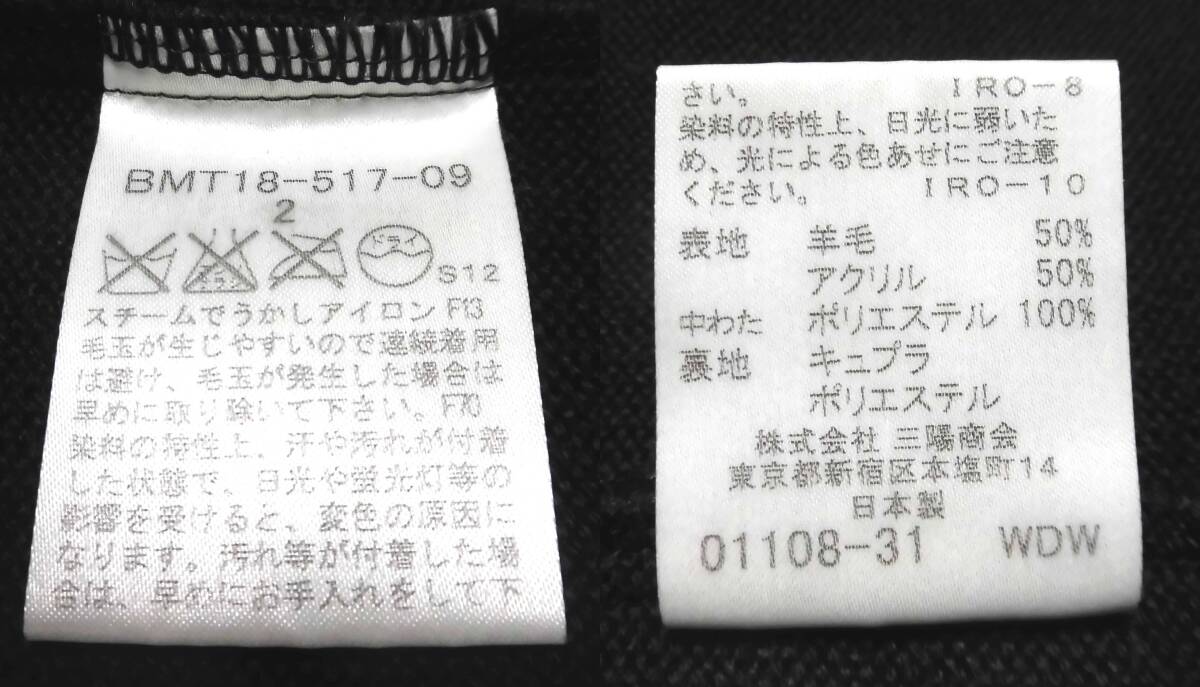 BMT18-517-09
2
エンソ
ドライ
S12
スチームでうかしアイロン F13
毛玉が生じやすいので連続着用
は避け、毛玉が発生した場合は
早めに取り除いて下さい。F70
染料の特性上、汗や汚れが付着
した状態で、日光や蛍光灯等の
影響を受けると、変色の原因に
なります。汚れ等が付着した場
合は、早めにお手入れをして下
さい。 IRO-8
染料の特性上、日光に弱いた
め、光による色あせにご注意
ください。 IRO-10
表地 羊毛 50%
アクリル 50%
中わた ポリエステル 100%
裏地 キュプラ
ポリエステル
株式会社 三陽商会
東京都新宿区本塩町14
日本製
01108-31 WDW